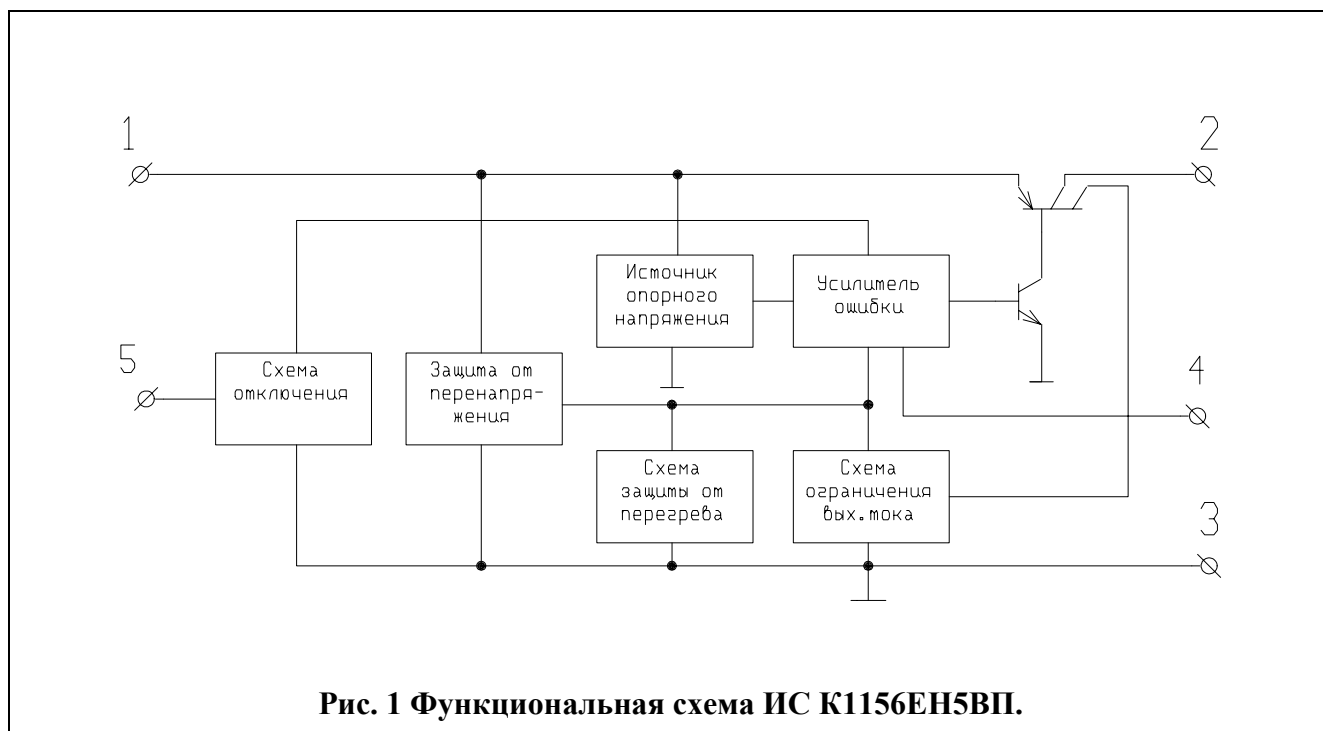 1
2
Источник
опорного
напряжения
Усилитель
ошибки
5
Схема
отключения
Защита от
перенапря-
жения
4
Схема
защиты от
перегрева
Схема
ограничения
вых.тока
3
Рис. 1 Функциональная схема ИС К1156ЕН5ВП.